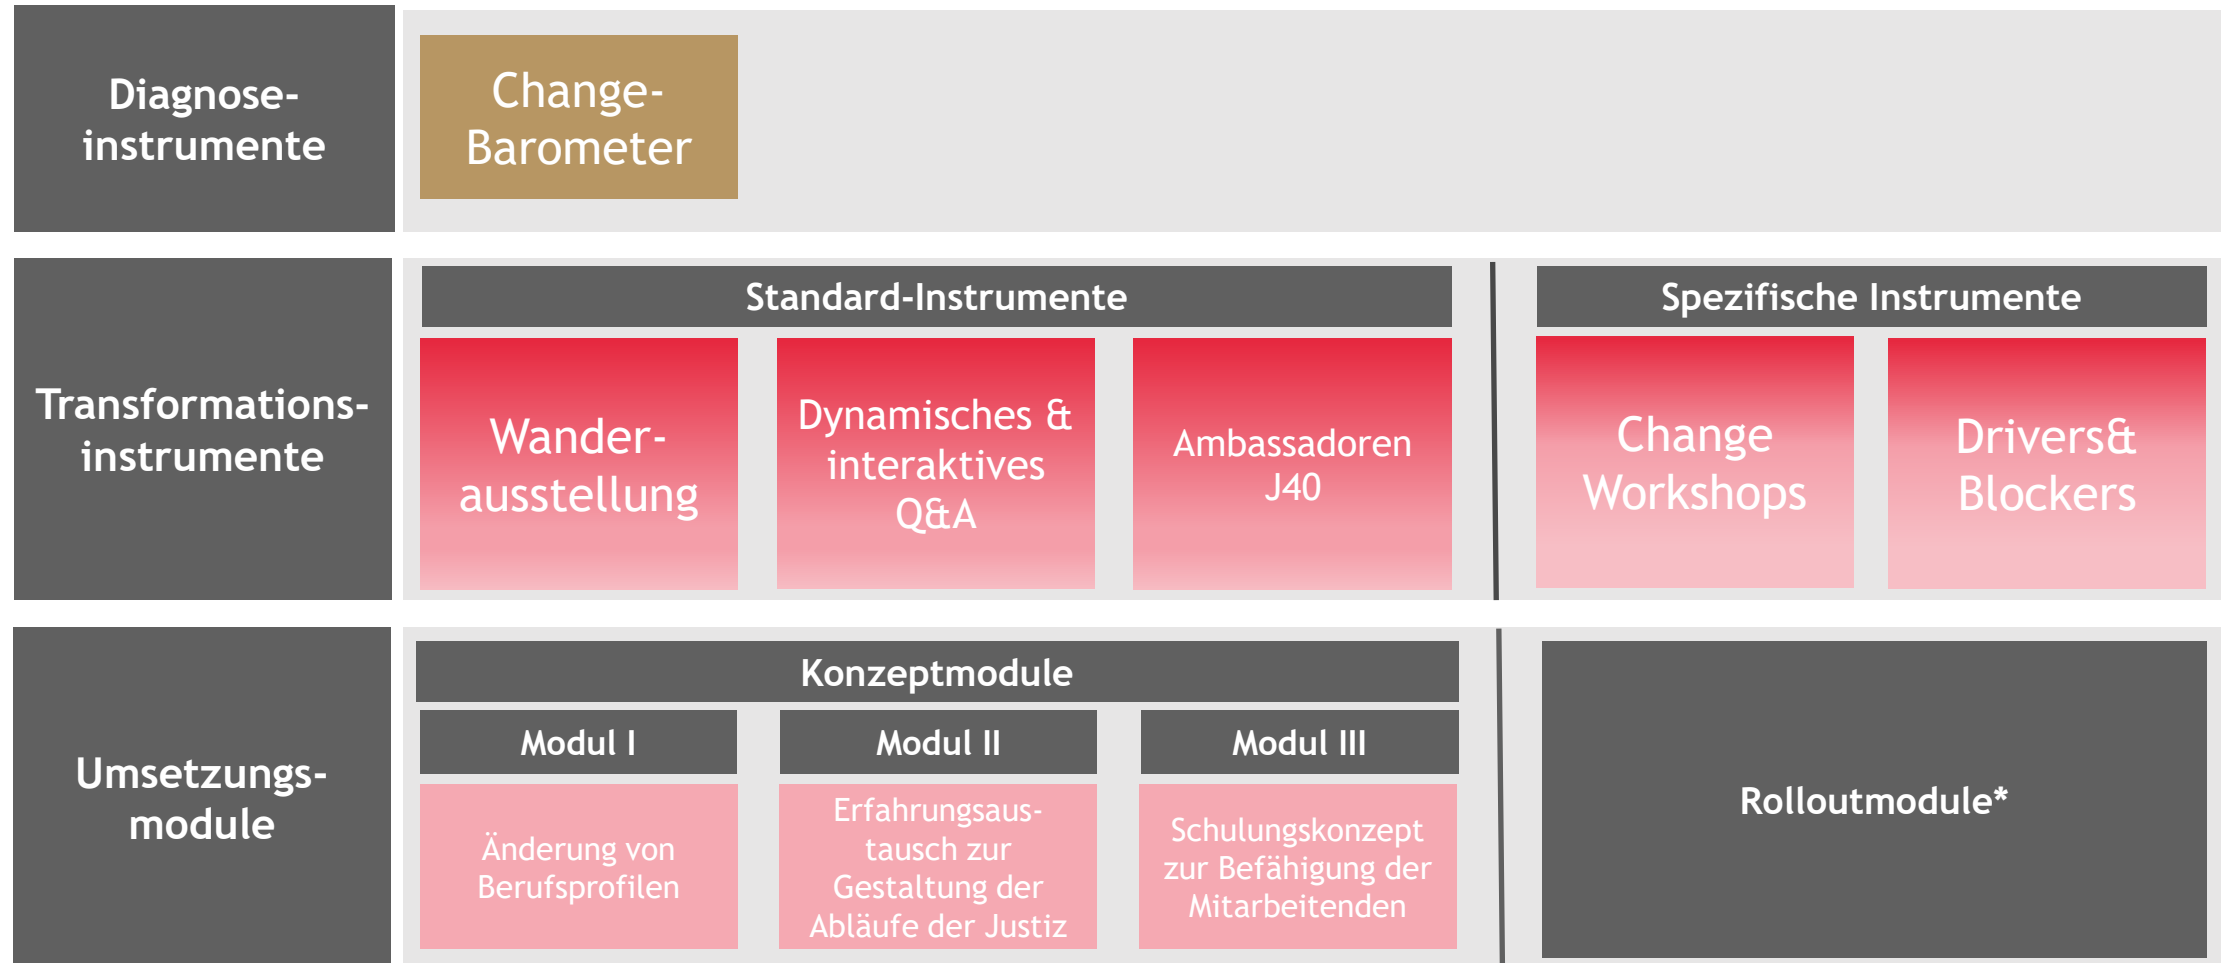 Diagnose-
instrumente
Change-
Barometer
Transformations-
instrumente
Standard-Instrumente
Wander-
ausstellung
Dynamisches &
interaktives
Q&A
Ambassadoren
J40
Spezifische Instrumente
Change
Workshops
Drivers&
Blockers
Umsetzungs-
module
Konzeptmodule
Modul I
Änderung von
Berufsprofilen
Modul II
Erfahrungsaus-
tausch zur
Gestaltung der
Abläufe der Justiz
Modul III
Schulungskonzept
zur Befähigung der
Mitarbeitenden
Rolloutmodule*